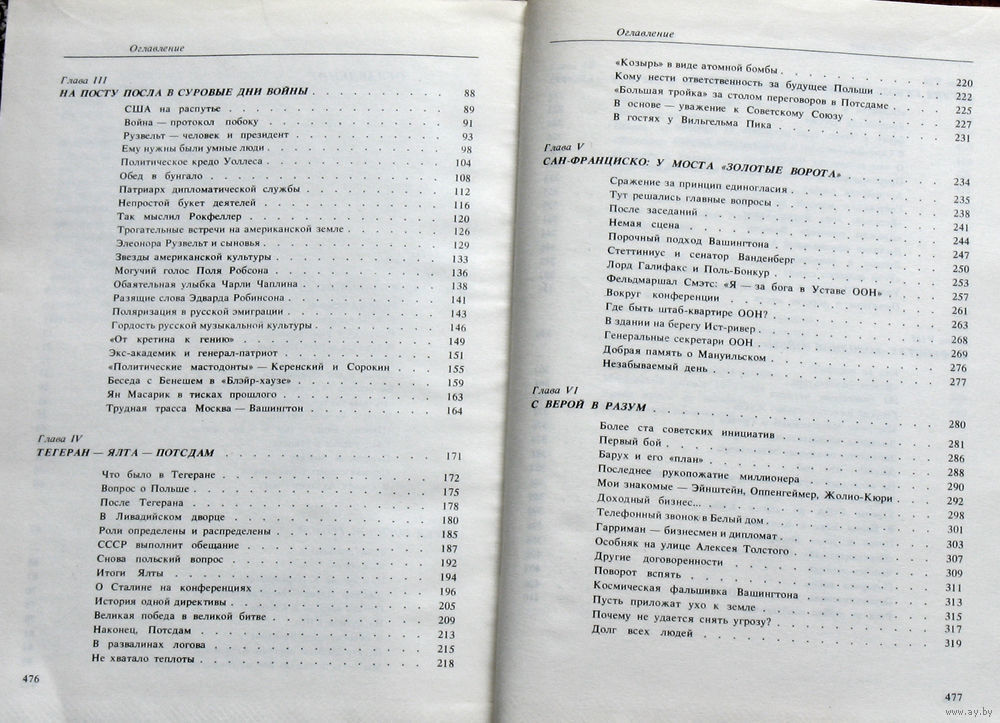 Оглавление
Глава III
НА ПОСТУ ПОСЛА В СУРОВЫЕ ДНИ ВОЙНЫ . . . 88
США на распутье . . . 89
Война — протокол побоку . . . 91
Рузвельт — человек и президент . . . 93
Ему нужны были умные люди . . . 98
Политическое кредо Уоллеса . . . 104
Обед в бунгало . . . 108
Патриарх дипломатической службы . . . 112
Непростой букет деятелей . . . 116
Так мыслил Рокфеллер . . . 120
Трогательные встречи на американской земле . . . 126
Элеонора Рузвельт и сыновья . . . 129
Звезды американской культуры . . . 133
Могучий голос Поля Робсона . . . 136
Обаятельная улыбка Чарли Чаплина . . . 138
Разящие слова Эдварда Робинсона . . . 141
Поляризация в русской эмиграции . . . 143
Гордость русской музыкальной культуры . . . 146
«От кретина к гению» . . . 149
Экс-академик и генерал-патриот . . . 151
«Политические мастодонты» — Керенский и Сорокин . . . 155
Беседа с Бенешем в «Блэйр-хаузе» . . . 159
Ян Масарик в тисках прошлого . . . 163
Трудная трасса Москва — Вашингтон . . . 164
Глава IV
ТЕГЕРАН — ЯЛТА — ПОТСДАМ . . . 171
Что было в Тегеране . . . 172
Вопрос о Польше . . . 175
После Тегерана . . . 178
В Ливадийском дворце . . . 180
Роли определены и распределены . . . 185
СССР выполнит обещание . . . 187
Снова польский вопрос . . . 192
Итоги Ялты . . . 194
О Сталине на конференциях . . . 196
История одной директивы . . . 205
Великая победа в великой битве . . . 209
Наконец, Потсдам . . . 213
В развалинах логова . . . 215
Не хватало теплоты . . . 218
476
Оглавление
«Козырь» в виде атомной бомбы . . . 220
Кому нести ответственность за будущее Польши . . . 222
«Большая тройка» за столом переговоров в Потсдаме . . . 225
В основе — уважение к Советскому Союзу . . . 227
В гостях у Вильгельма Пика . . . 231
Глава V
САН-ФРАНЦИСКО: У МОСТА «ЗОЛОТЫЕ ВОРОТА» . . . 234
Сражение за принцип единогласия . . . 235
Тут решались главные вопросы . . . 238
После заседаний . . . 241
Немая сцена . . . 244
Порочный подход Вашингтона . . . 247
Стеттиниус и сенатор Ванденберг . . . 250
Лорд Галифакс и Поль-Бонкур . . . 253
Фельдмаршал Смэтс: «Я — за бога в Уставе ООН» . . . 257
Вокруг конференции . . . 261
Где быть штаб-квартире ООН? . . . 263
В здании на берегу Ист-ривер . . . 268
Генеральные секретари ООН . . . 269
Добрая память о Мануильском . . . 276
Незабываемый день . . . 277
Глава VI
С ВЕРОЙ В РАЗУМ . . . 280
Более ста советских инициатив . . . 281
Первый бой . . . 286
Барух и его «план» . . . 288
Последнее рукопожатие миллионера . . . 290
Мои знакомые — Эйнштейн, Оппенгеймер, Жолио-Кюри . . . 292
Доходный бизнес... . . . 298
Телефонный звонок в Белый дом . . . 301
Гарриман — бизнесмен и дипломат . . . 303
Особняк на улице Алексея Толстого . . . 307
Другие договоренности . . . 309
Поворот вспять . . . 311
Космическая фальшивка Вашингтона . . . 313
Пусть приложат ухо к земле . . . 315
Почему не удается снять угрозу? . . . 317
Долг всех людей . . . 319
477
www.ay.by